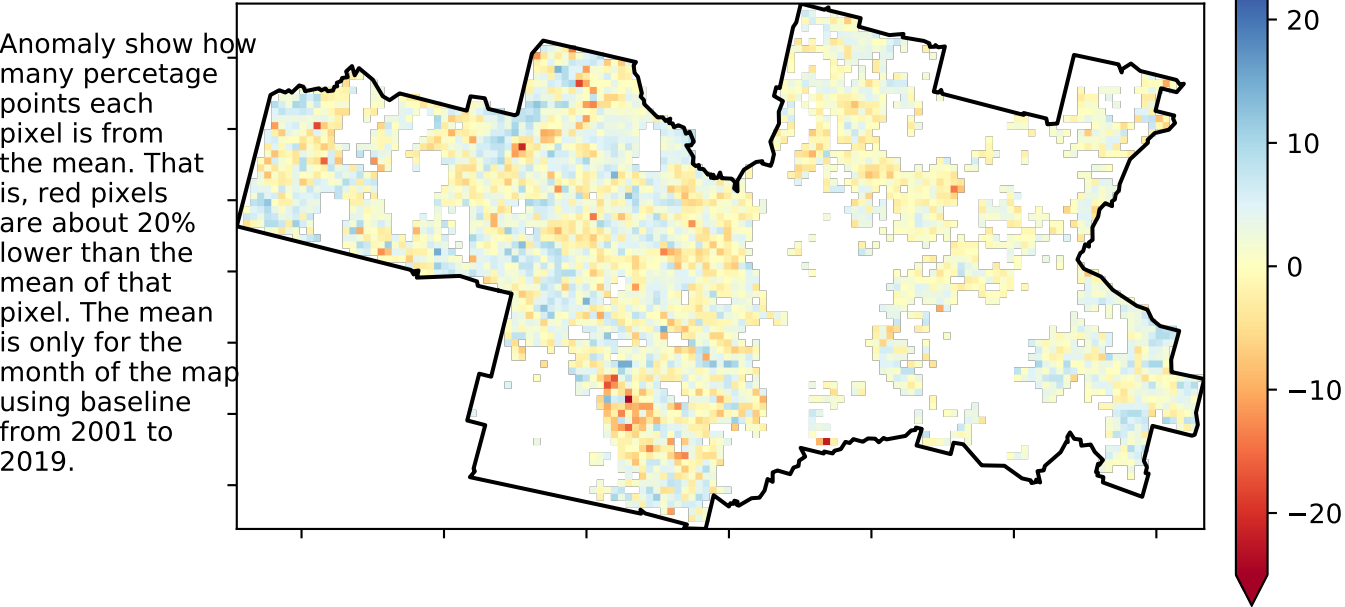 Anomaly show how
many percetage
points each
pixel is from
the mean. That
is, red pixels
are about 20%
lower than the
mean of that
pixel. The mean
is only for the
month of the map
using baseline
from 2001 to
2019.
20
10
0
−10
−20